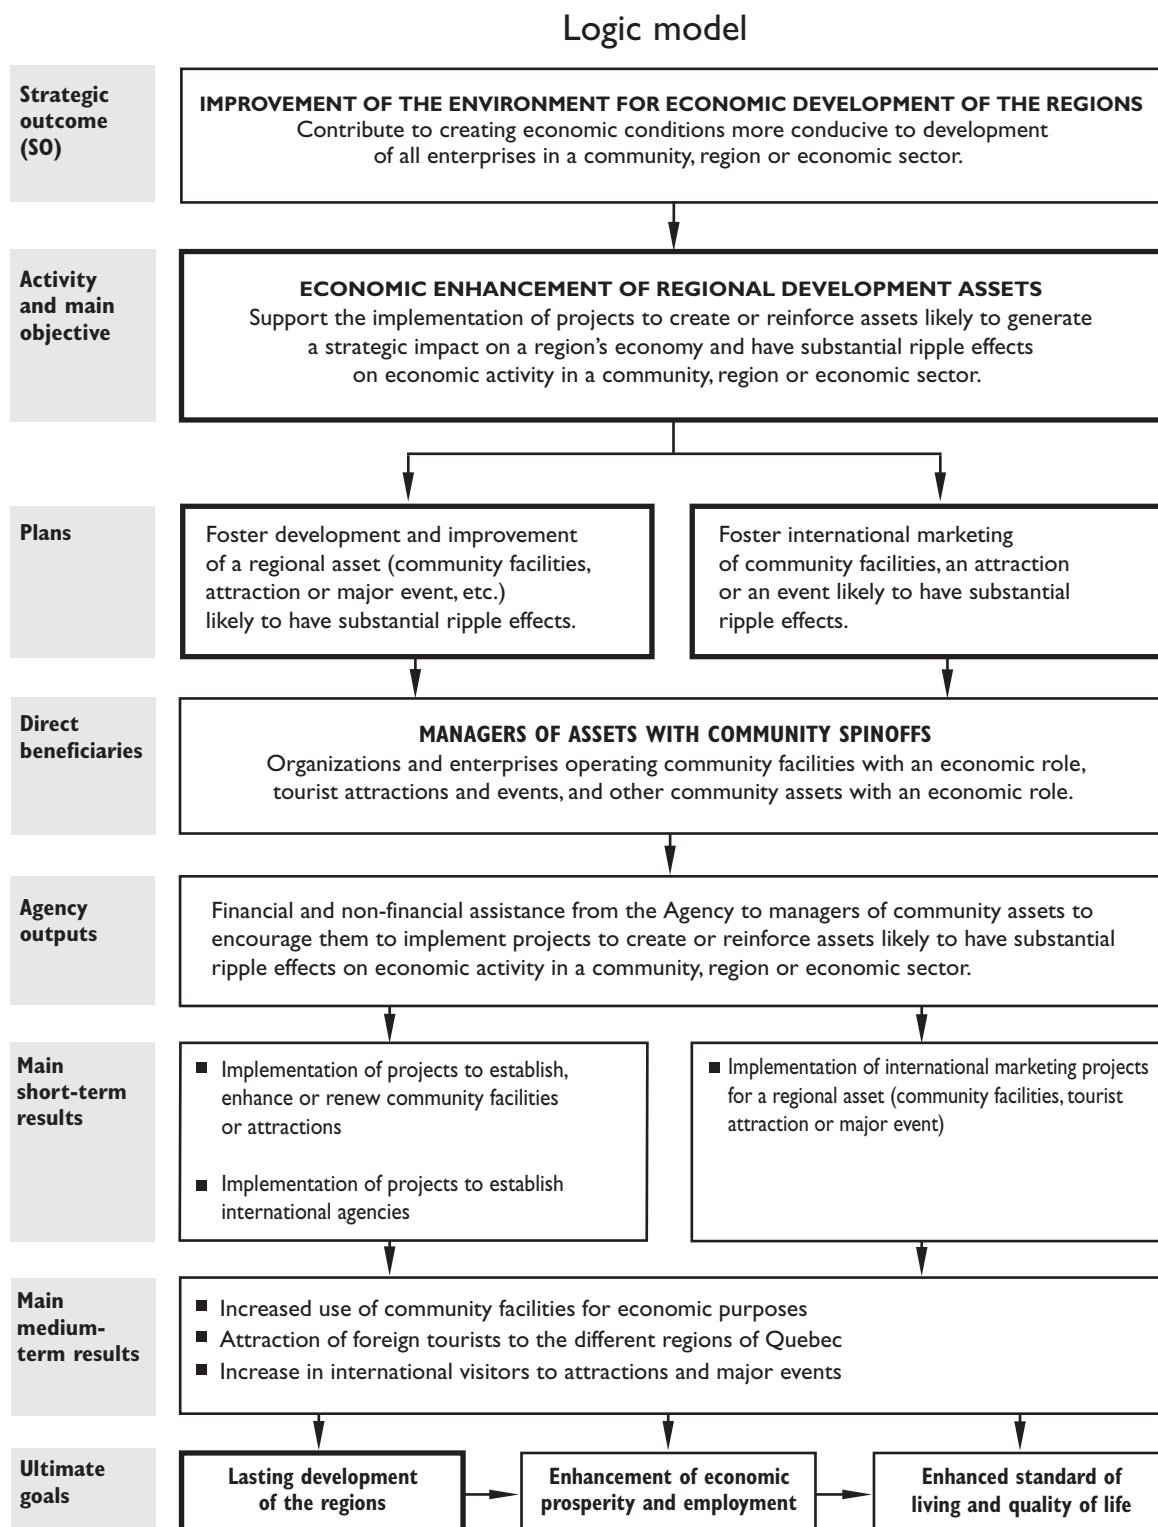 Logic model
Strategic
outcome
(SO)
IMPROVEMENT OF THE ENVIRONMENT FOR ECONOMIC DEVELOPMENT OF THE REGIONS
Contribute to creating economic conditions more conducive to development
of all enterprises in a community, region or economic sector.
Activity
and main
objective
ECONOMIC ENHANCEMENT OF REGIONAL DEVELOPMENT ASSETS
Support the implementation of projects to create or reinforce assets likely to generate
a strategic impact on a region's economy and have substantial ripple effects
on economic activity in a community, region or economic sector.
Plans
Foster development and improvement
of a regional asset (community facilities,
attraction or major event, etc.)
likely to have substantial ripple effects.
Foster international marketing
of community facilities, an attraction
or an event likely to have substantial
ripple effects.
Direct
beneficiaries
MANAGERS OF ASSETS WITH COMMUNITY SPINOFFS
Organizations and enterprises operating community facilities with an economic role,
tourist attractions and events, and other community assets with an economic role.
Agency
outputs
Financial and non-financial assistance from the Agency to managers of community assets to
encourage them to implement projects to create or reinforce assets likely to have substantial
ripple effects on economic activity in a community, region or economic sector.
Main
short-term
results
■ Implementation of projects to establish,
enhance or renew community facilities
or attractions
■ Implementation of projects to establish
international agencies
■ Implementation of international marketing projects
for a regional asset (community facilities, tourist
attraction or major event)
Main
medium-
term results
■ Increased use of community facilities for economic purposes
■ Attraction of foreign tourists to the different regions of Quebec
■ Increase in international visitors to attractions and major events
Ultimate
goals
Lasting development
of the regions
Enhancement of economic
prosperity and employment
Enhanced standard of
living and quality of life